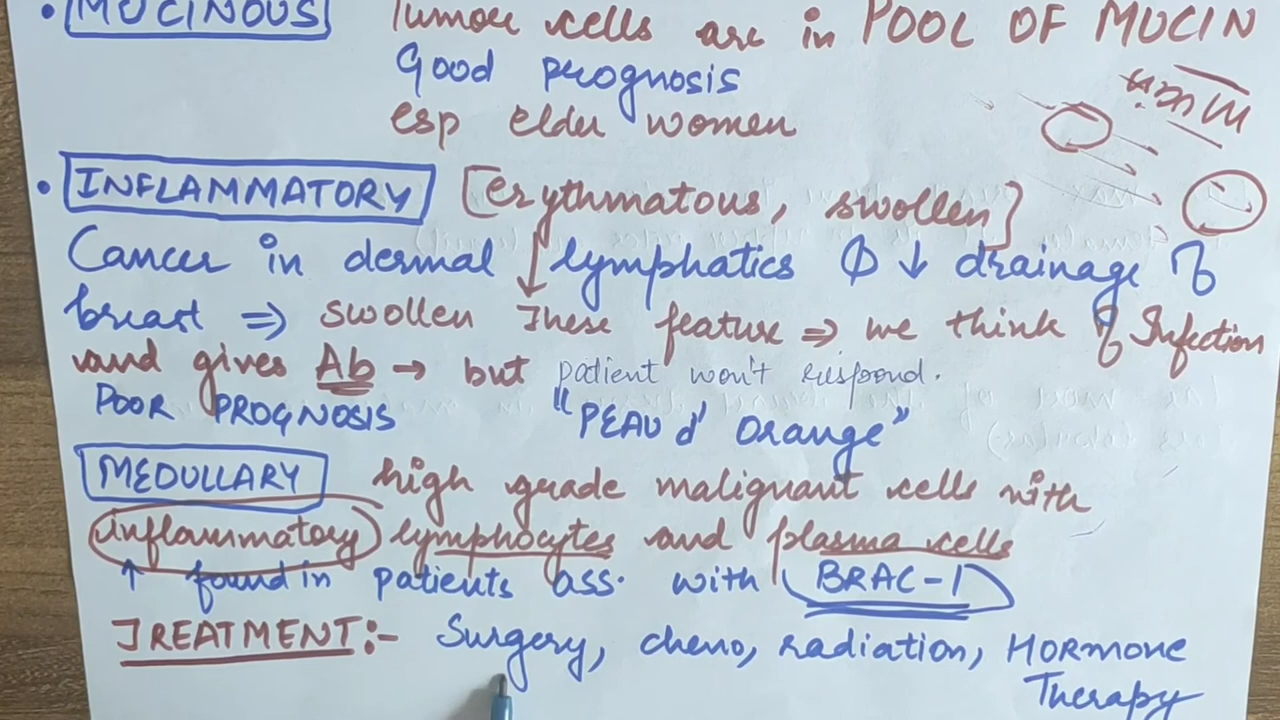 • MUCINOUS Tumour cells are in POOL OF MUCIN
Good prognosis
esp elder women
Mucin
• INFLAMMATORY [erythmatous, swollen]
Cancer in dermal lymphatics ↓ drainage of
breast ⇒ swollen These feature ⇒ we think of Infection
and gives Ab → but patient won't respond.
POOR PROGNOSIS "PEAU d' Orange"
MEDULLARY high grade malignant cells with
inflammatory lymphocytes and plasma cells
↑ found in patients ass. with BRAC-1
TREATMENT:- Surgery, chemo, radiation, HORMONE
Therapy